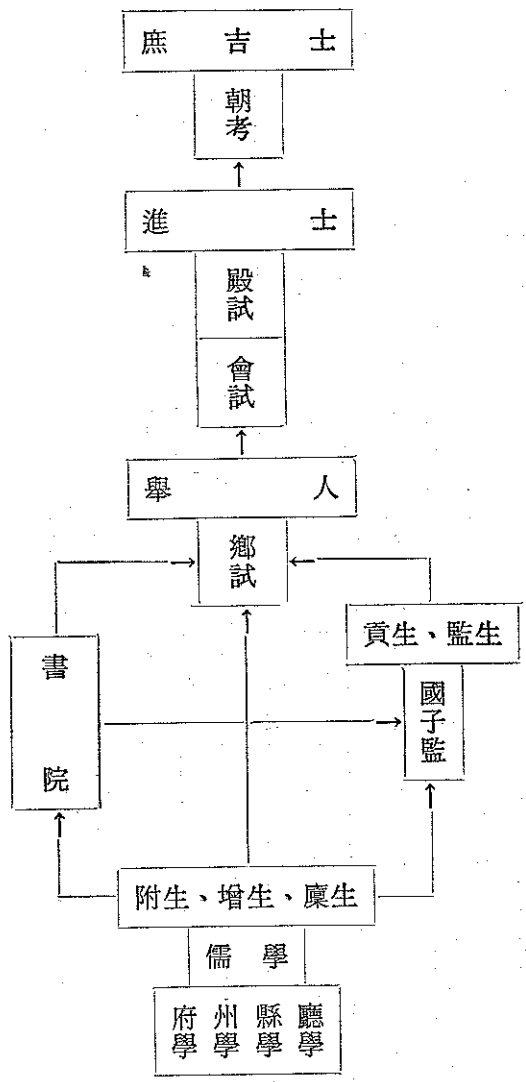 庶吉士
朝考
進士
殿試
會試
舉人
鄉試
貢生、監生
書院
國子監
附生、增生、廩生
儒學
府學 州學 縣學 廳學